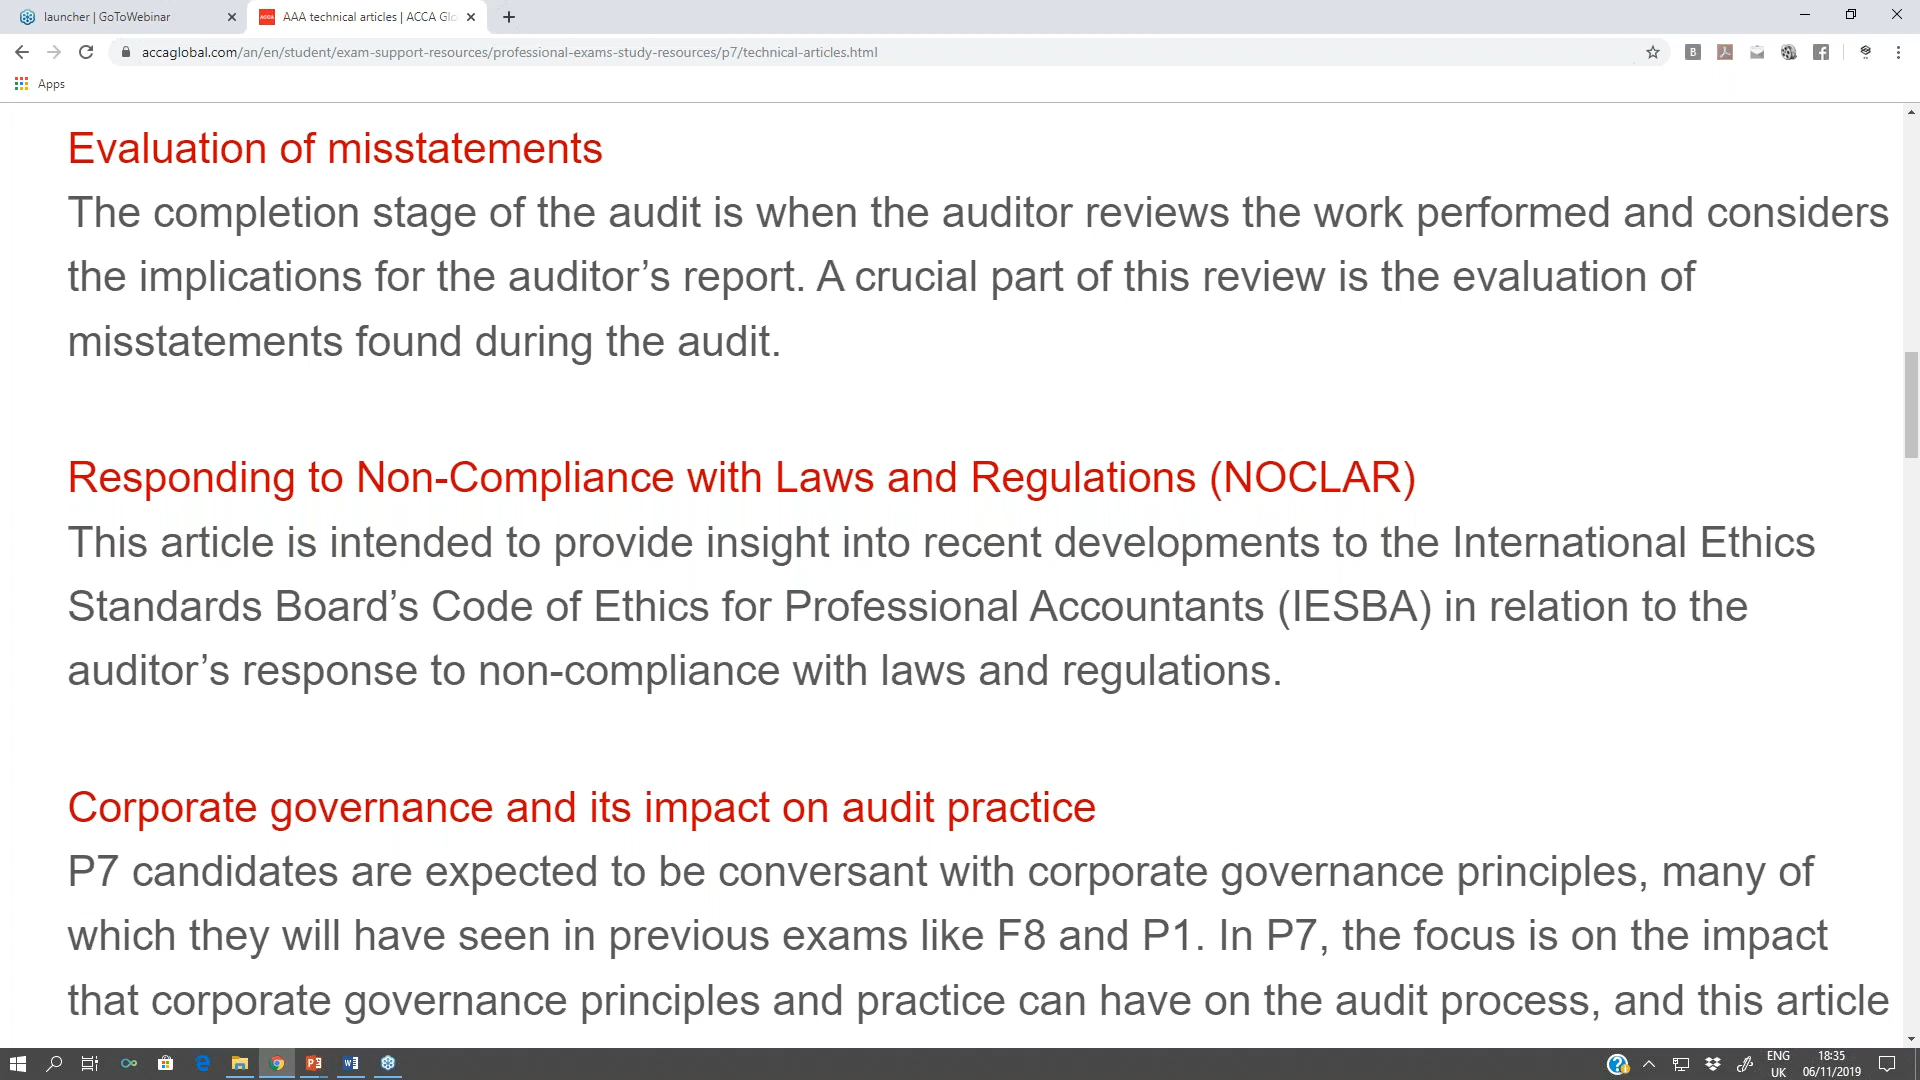 launcher | GoToWebinar
AAA technical articles | ACCA Glo
accaglobal.com/an/en/student/exam-support-resources/professional-exams-study-resources/p7/technical-articles.html
Apps
Evaluation of misstatements
The completion stage of the audit is when the auditor reviews the work performed and considers
the implications for the auditor’s report. A crucial part of this review is the evaluation of
misstatements found during the audit.
Responding to Non-Compliance with Laws and Regulations (NOCLAR)
This article is intended to provide insight into recent developments to the International Ethics
Standards Board’s Code of Ethics for Professional Accountants (IESBA) in relation to the
auditor’s response to non-compliance with laws and regulations.
Corporate governance and its impact on audit practice
P7 candidates are expected to be conversant with corporate governance principles, many of
which they will have seen in previous exams like F8 and P1. In P7, the focus is on the impact
that corporate governance principles and practice can have on the audit process, and this article
ENG
UK
18:35
06/11/2019